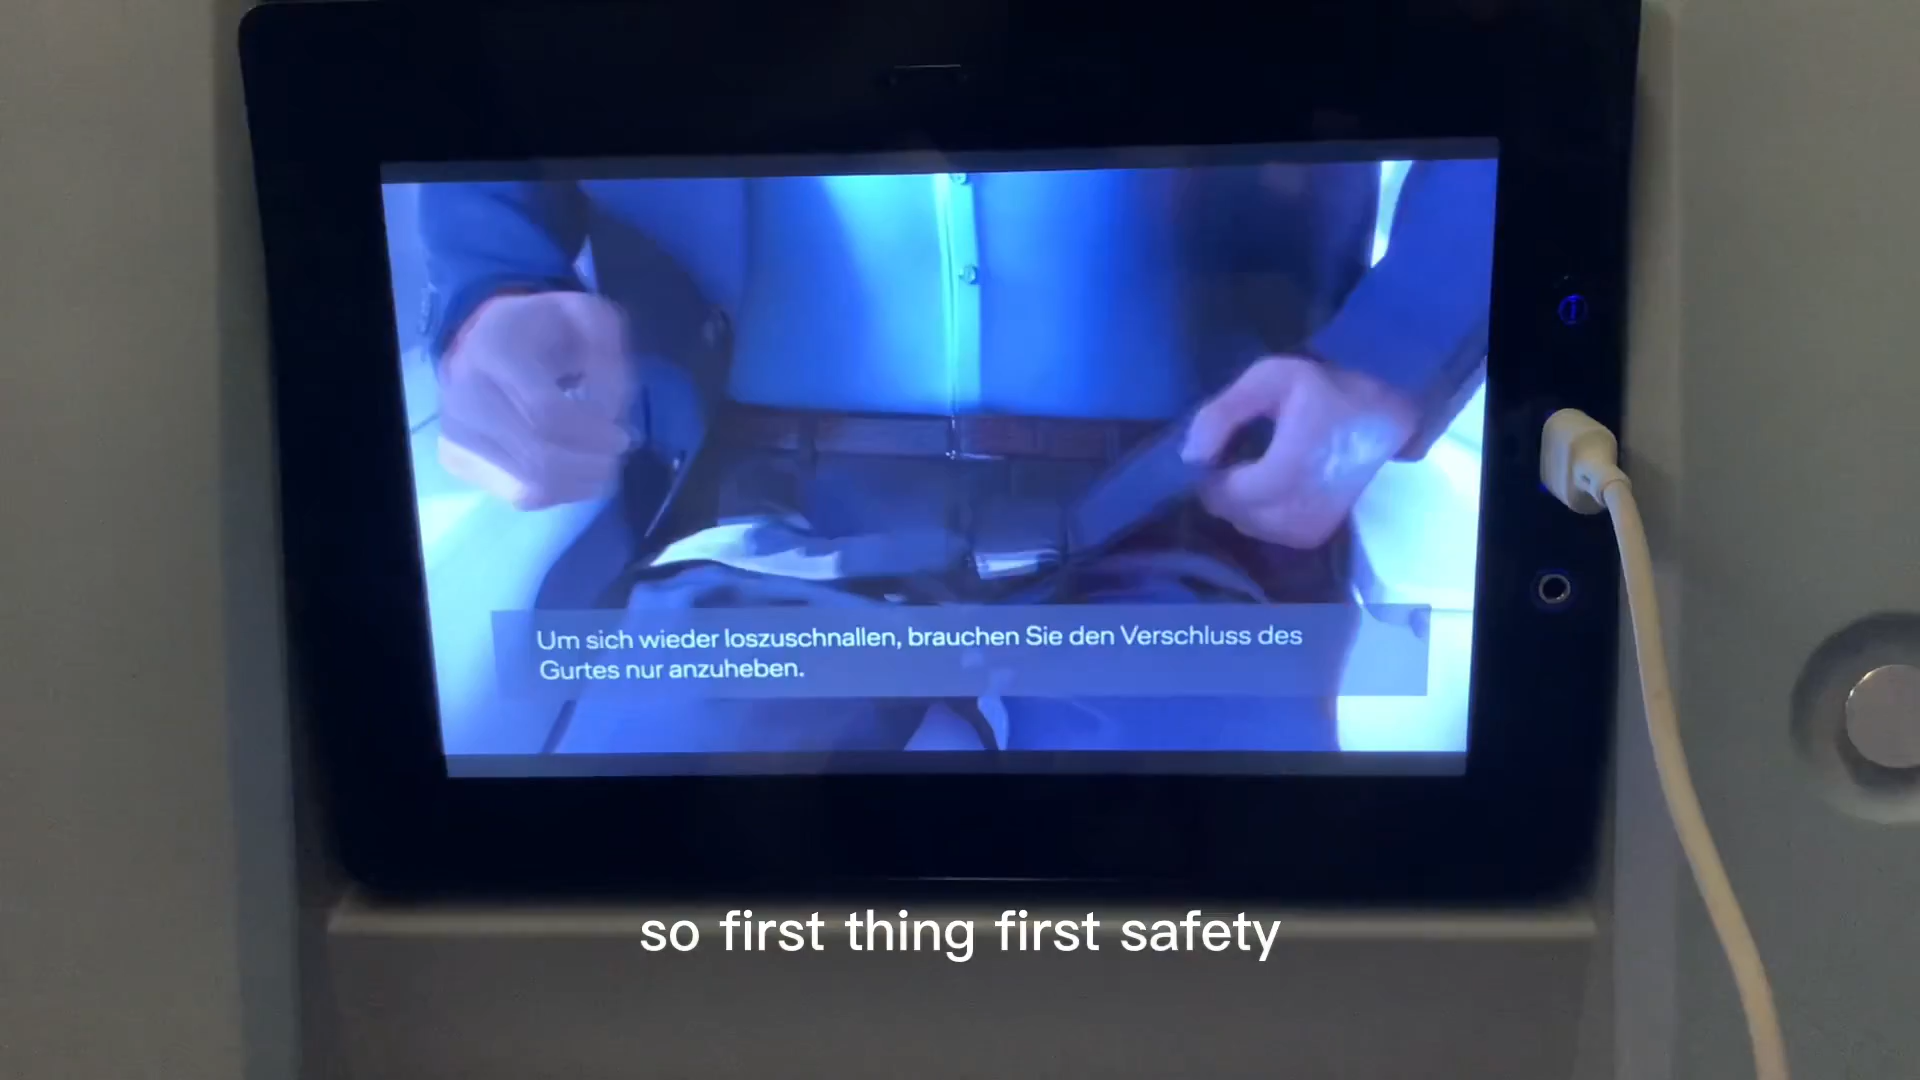 Um sich wieder loszuschnallen, brauchen Sie den Verschluss des
Gurtes nur anzuheben.
so first thing first safety